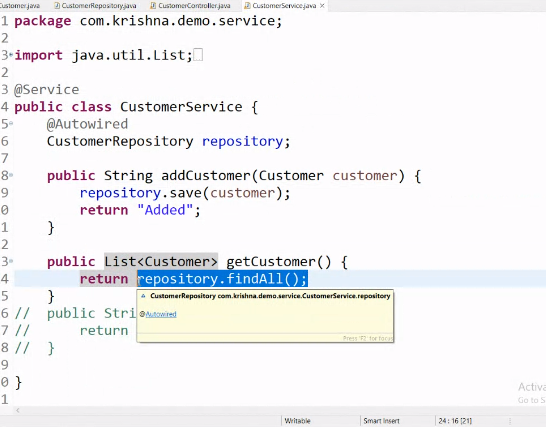 Customer.java CustomerRepository.java CustomerController.java CustomerService.java
1 package com.krishna.demo.service;
2
3 import java.util.List;
2
3 @Service
4 public class CustomerService {
5 @Autowired
6 CustomerRepository repository;
7
8 public String addCustomer(Customer customer) {
9 repository.save(customer);
0 return "Added";
1 }
2
3 public List<Customer> getCustomer() {
4 return repository.findAll();
5 }
CustomerRepository com.krishna.demo.service.CustomerService.repository
6 // public Stri
@Autowired
7 // return
8 // }
Press 'F2' for focus
9
0 }
1
Activa
Go to S
Writable Smart Insert 24 : 16 [21]